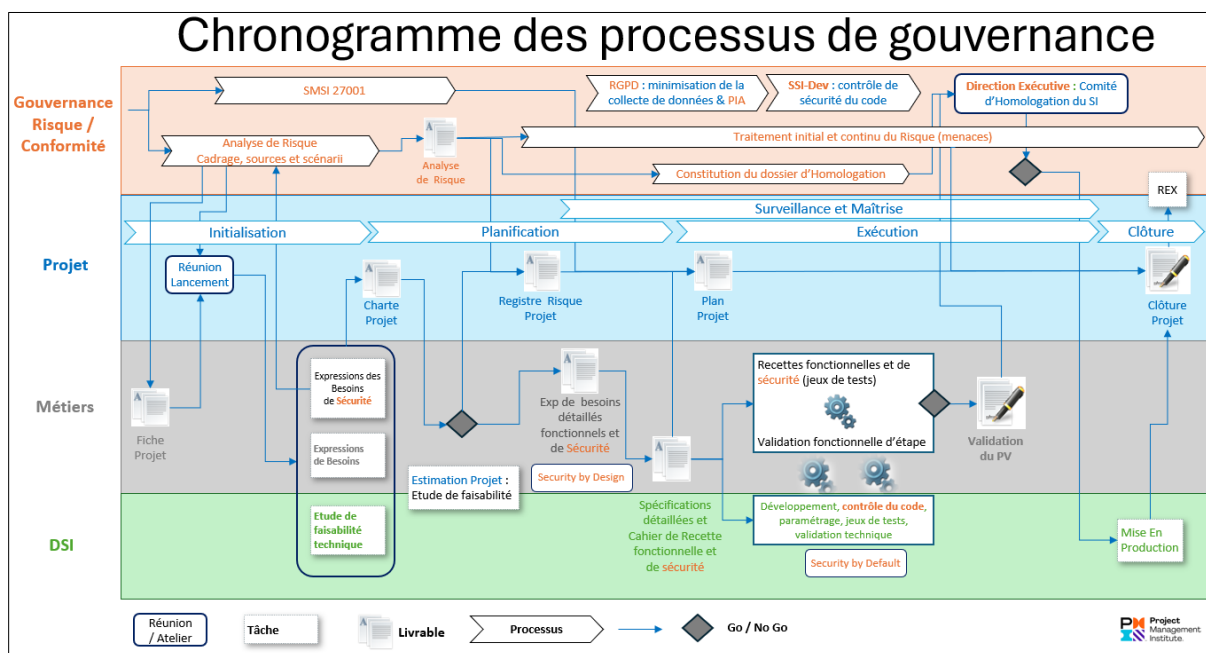 Chronogramme des processus de gouvernance
Gouvernance
Risque /
Conformité
SMSI 27001
RGPD : minimisation de la
collecte de données & PIA
SSI-Dev : contrôle de
sécurité du code
Direction Exécutive : Comité
d'Homologation du SI
Analyse de Risque
Cadrage, sources et scénarii
Analyse
de Risque
Traitement initial et continu du Risque (menaces)
Constitution du dossier d'Homologation
REX
Surveillance et Maîtrise
Initialisation
Planification
Exécution
Clôture
Projet
Réunion
Lancement
Charte
Projet
Registre Risque
Projet
Plan
Projet
Clôture
Projet
Métiers
Fiche
Projet
Expressions des
Besoins
de Sécurité
Expressions
de Besoins
Exp de besoins
détaillés
fonctionnels et
de Sécurité
Security by Design
Estimation Projet :
Etude de faisabilité
Recettes fonctionnelles et de
sécurité (jeux de tests)
Validation fonctionnelle d'étape
Validation
du PV
DSI
Etude de
faisabilité
technique
Spécifications
détaillées et
Cahier de Recette
fonctionnelle et
de sécurité
Développement, contrôle du code,
paramétrage, jeux de tests,
validation technique
Security by Default
Mise En
Production
Réunion
/ Atelier
Tâche
Livrable
Processus
Go / No Go
Project
Management
Institute.